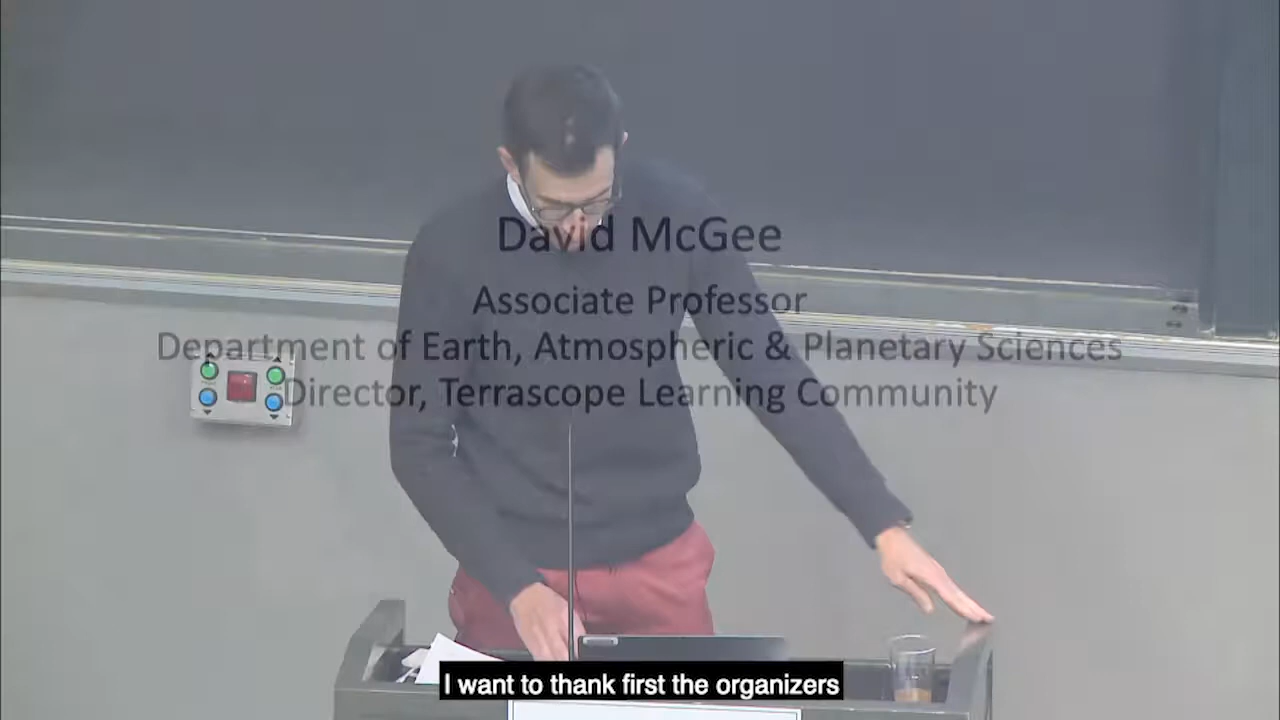 David McGee
Associate Professor
Department of Earth, Atmospheric & Planetary Sciences
Director, Terrascope Learning Community
I want to thank first the organizers